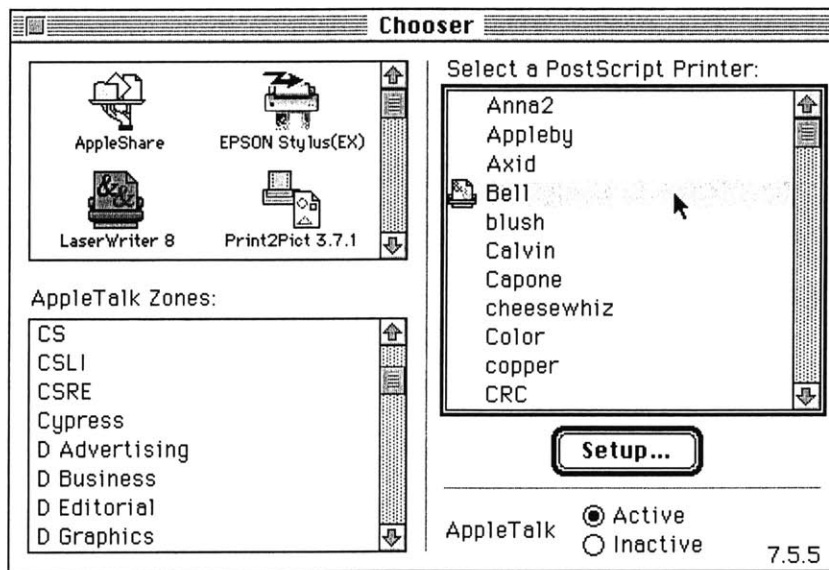 Chooser
AppleShare
EPSON Stylus(EX)
LaserWriter 8
Print2Pict 3.7.1
AppleTalk Zones:
CS
CSLI
CSRE
Cypress
D Advertising
D Business
D Editorial
D Graphics
Select a PostScript Printer:
Anna2
Appleby
Axid
Bell
blush
Calvin
Capone
cheesewhiz
Color
copper
CRC
Setup...
AppleTalk
Active
Inactive
7.5.5